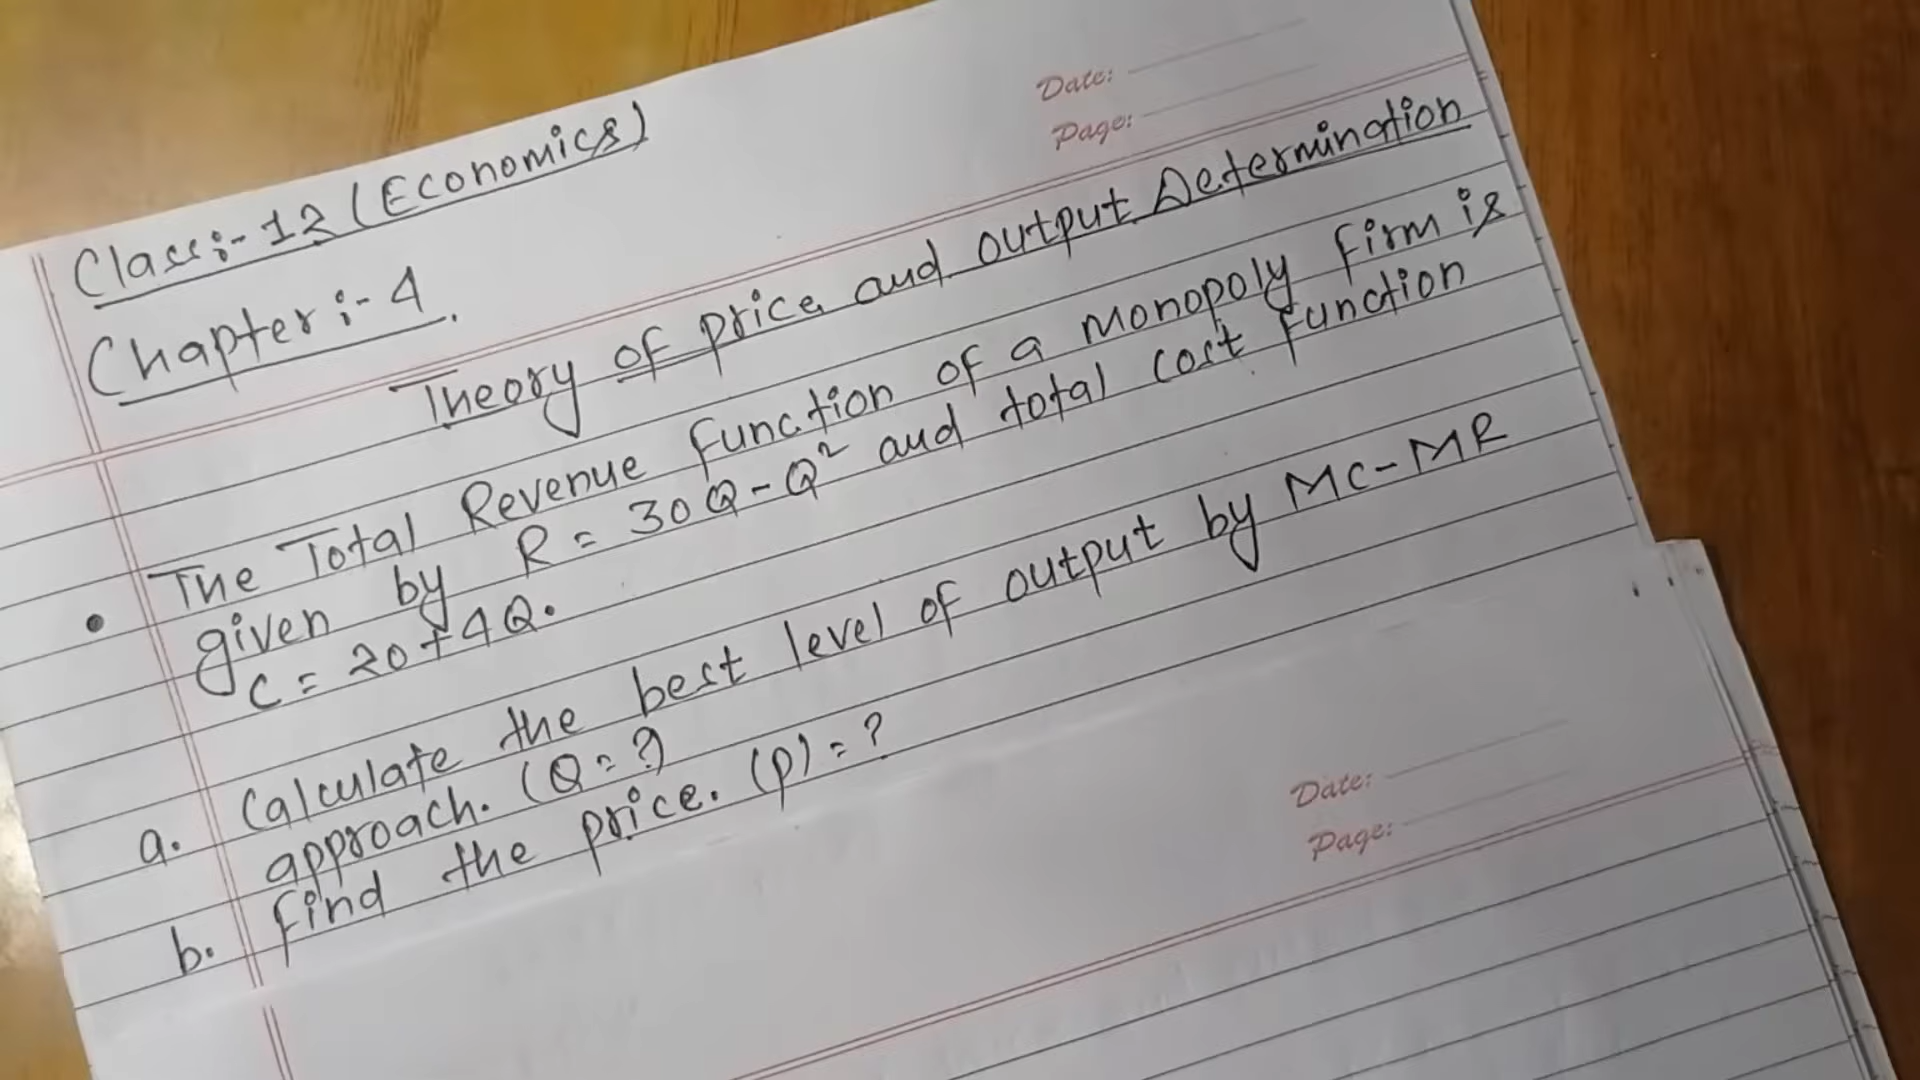 Date:
Page:
Class:- 12 (Economics)
Chapter:- 4.
Theory of price and output Determination
• The Total Revenue function of a monopoly firm is
given by R = 30Q - Q² and total cost function
C = 20 + 4Q.
a. Calculate the best level of output by MC-MR
approach. (Q = ?)
b. find the price. (P) = ?
Date:
Page: